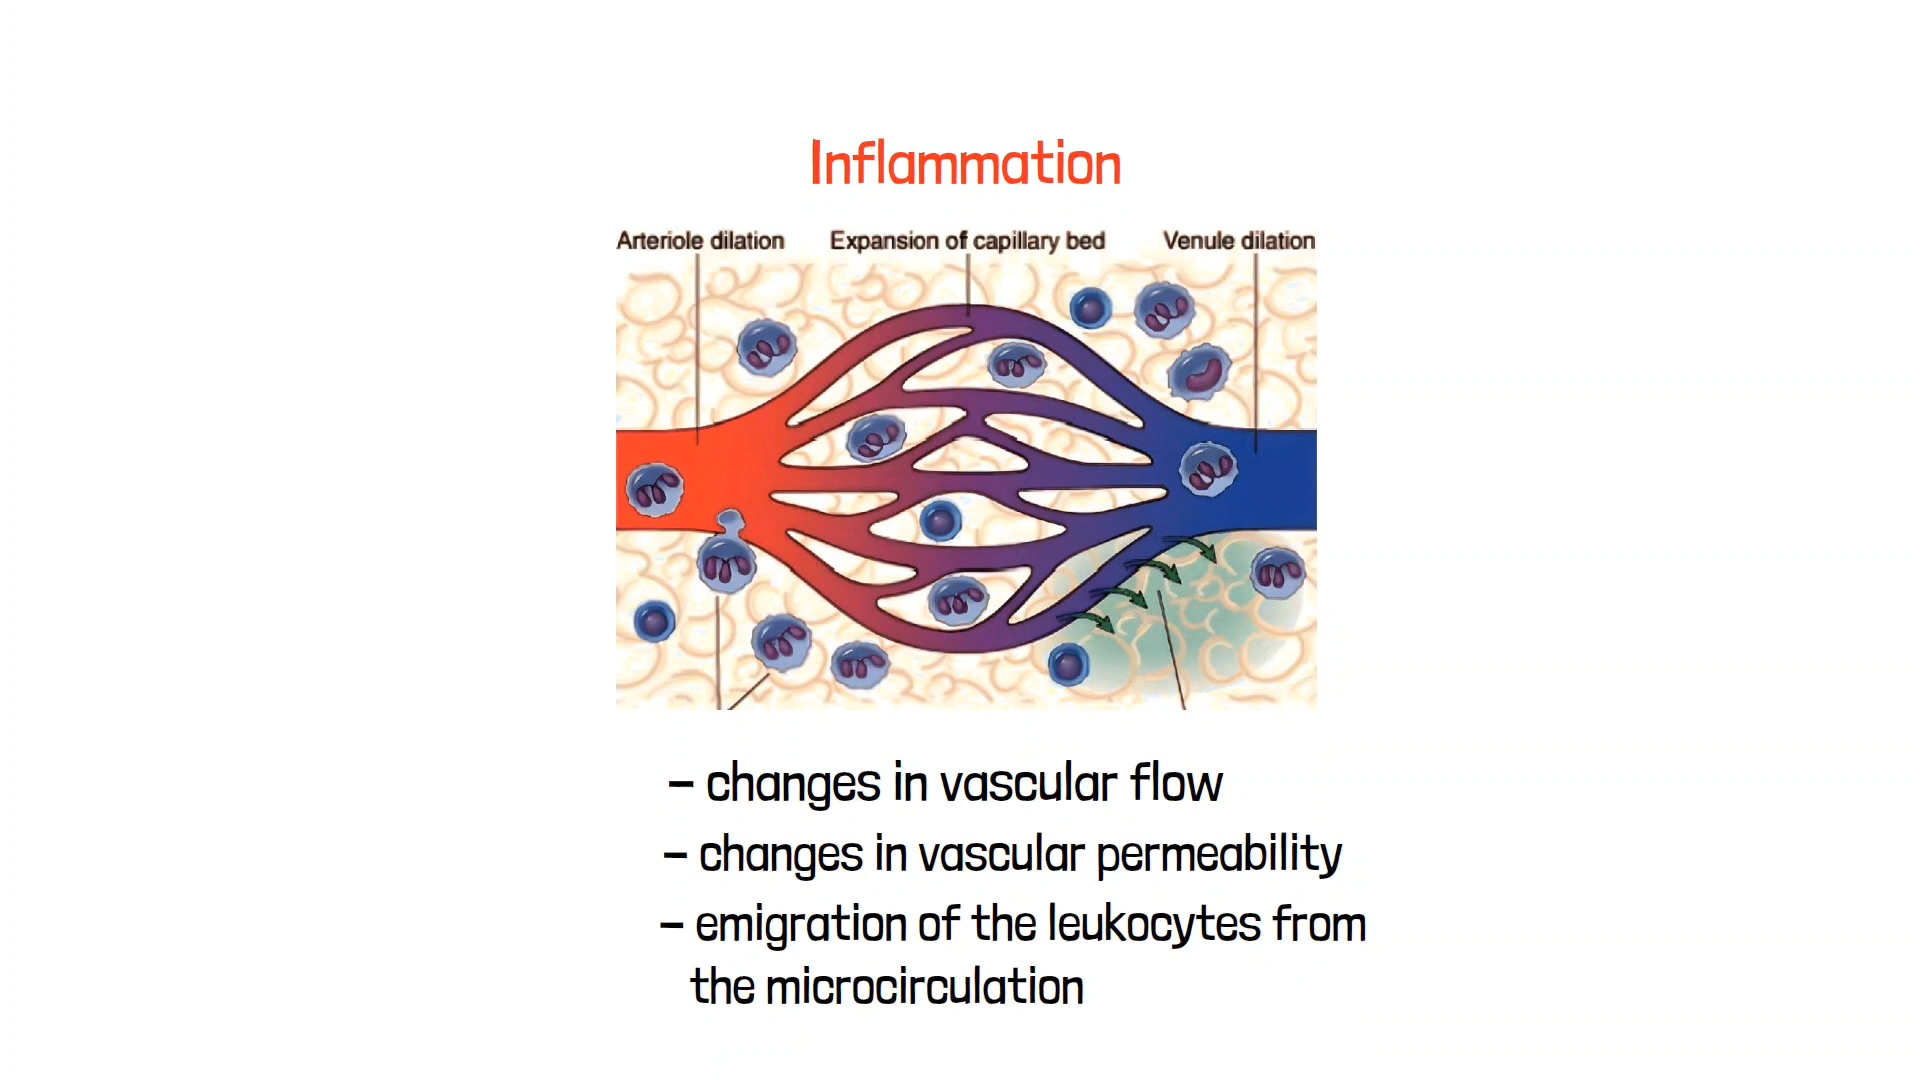 Inflammation
Arteriole dilation
Expansion of capillary bed
Venule dilation
– changes in vascular flow
– changes in vascular permeability
– emigration of the leukocytes from
the microcirculation